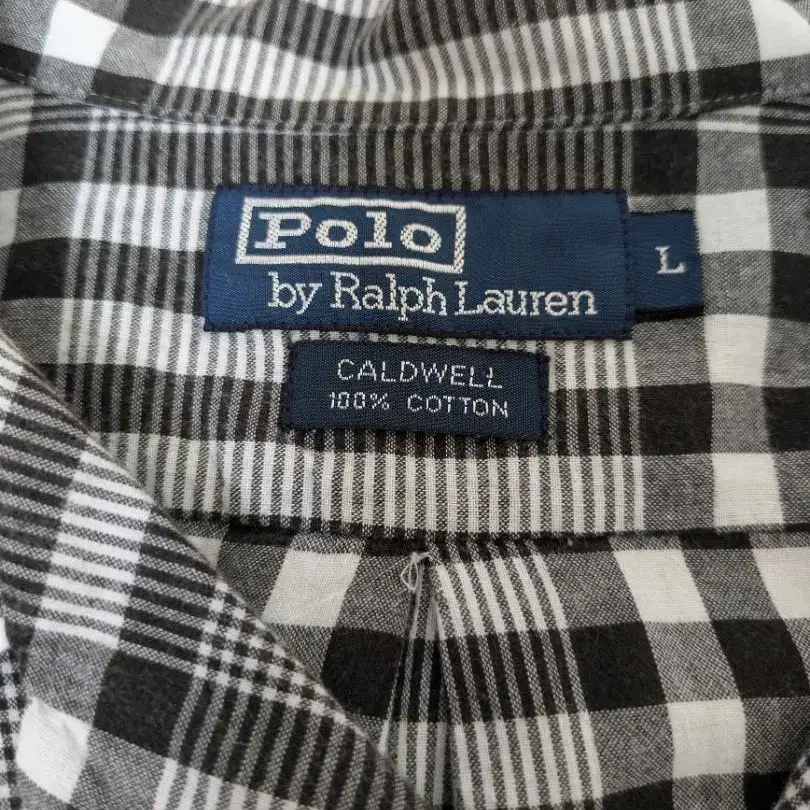 Polo
by Ralph Lauren
L
CALDWELL
100% COTTON